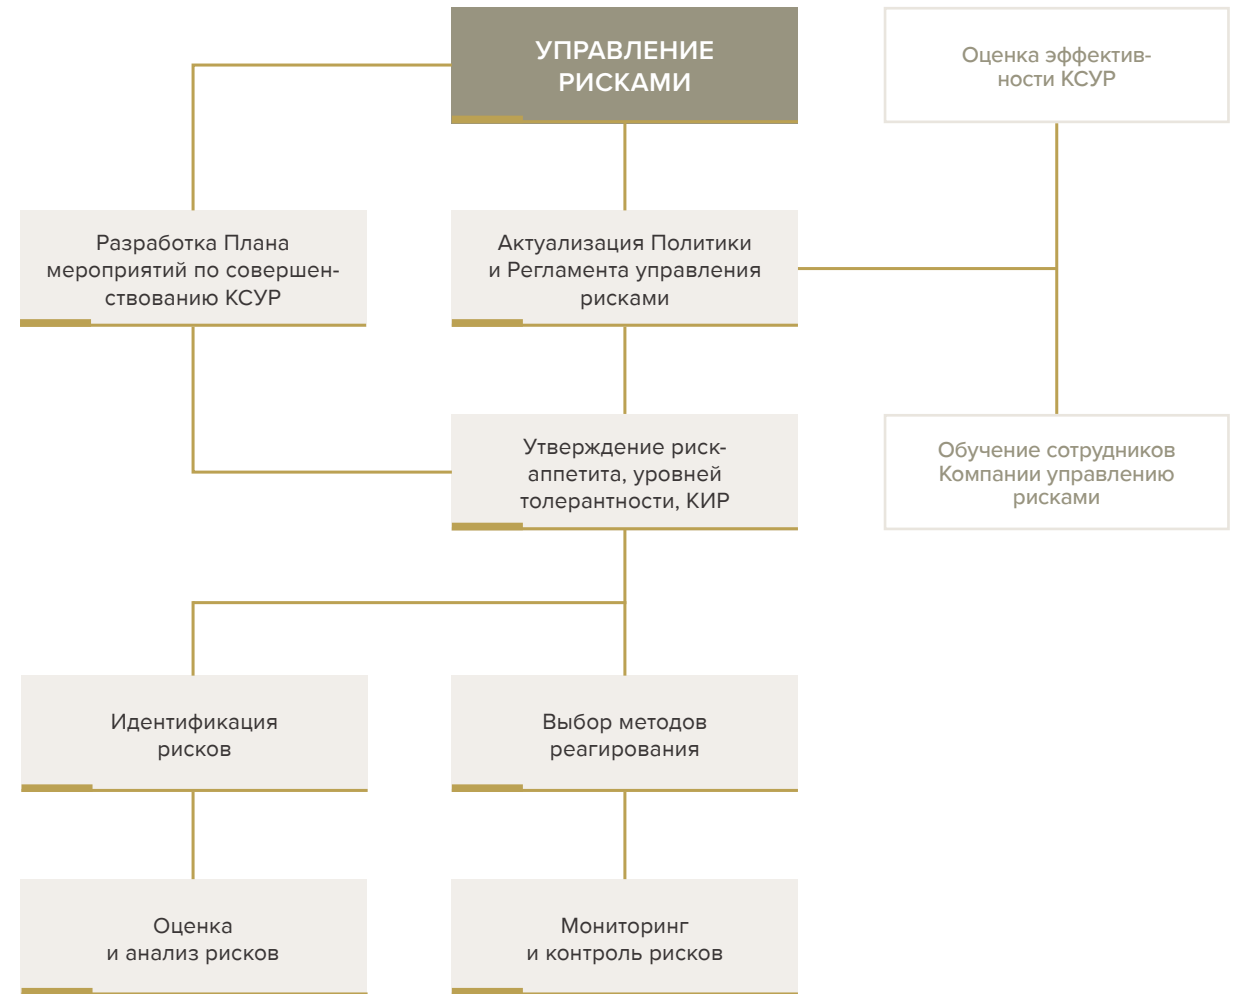 УПРАВЛЕНИЕ
РИСКАМИ
Оценка эффектив-
ности КСУР
Разработка Плана
мероприятий по совершен-
ствованию КСУР
Актуализация Политики
и Регламента управления
рисками
Утверждение риск-
аппетита, уровней
толерантности, КИР
Обучение сотрудников
Компании управлению
рисками
Идентификация
рисков
Выбор методов
реагирования
Оценка
и анализ рисков
Мониторинг
и контроль рисков